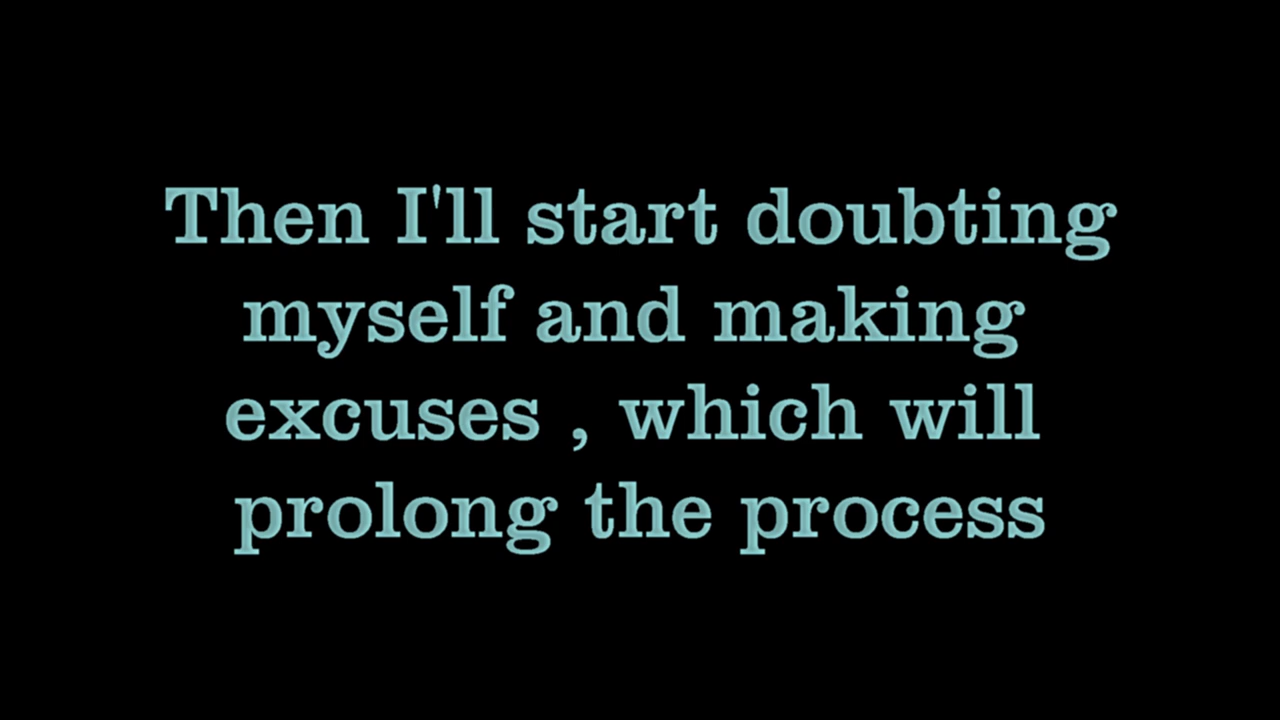 Then I'll start doubting
myself and making
excuses , which will
prolong the process